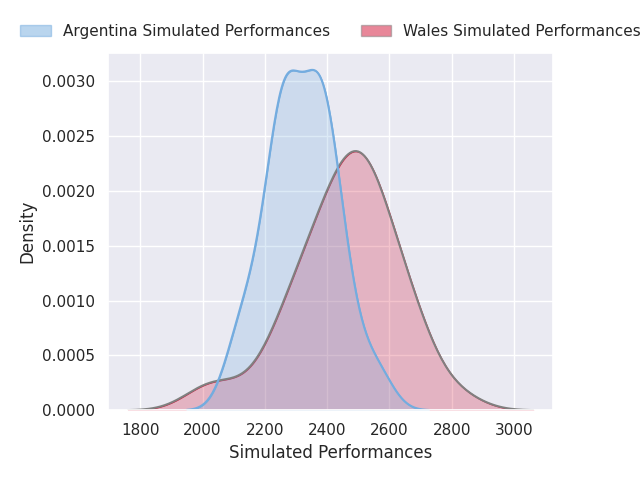 Argentina Simulated Performances
Wales Simulated Performances
0.0030
0.0025
0.0020
0.0015
0.0010
0.0005
0.0000
Density
1800 2000 2200 2400 2600 2800 3000
Simulated Performances